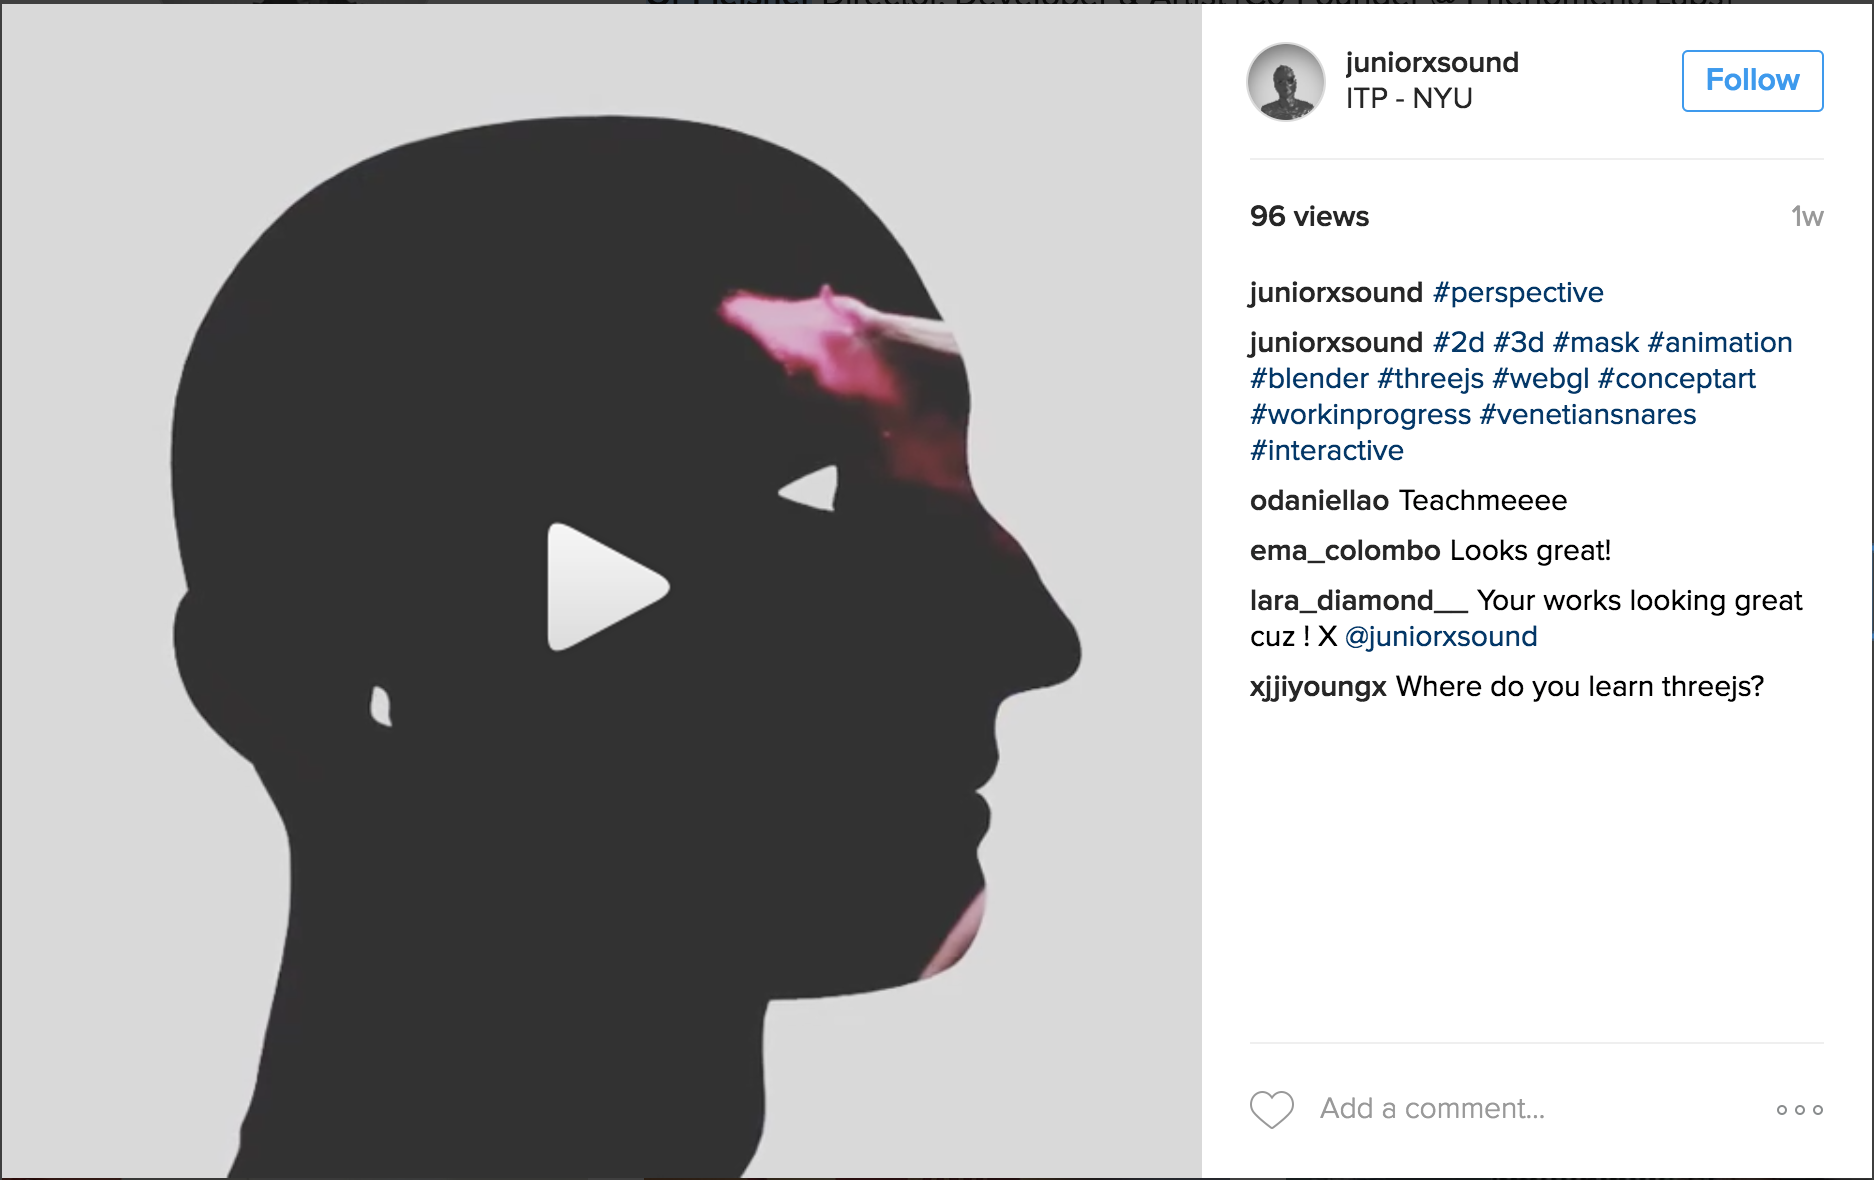 juniorxsound
ITP - NYU
Follow
96 views
1w
juniorxsound #perspective
juniorxsound #2d #3d #mask #animation
#blender #threejs #webgl #conceptart
#workinprogress #venetiansnares
#interactive
odaniellao Teachmeeee
ema_colombo Looks great!
lara_diamond__ Your works looking great
cuz ! X @juniorxsound
xjjiyoungx Where do you learn threejs?
Add a comment...